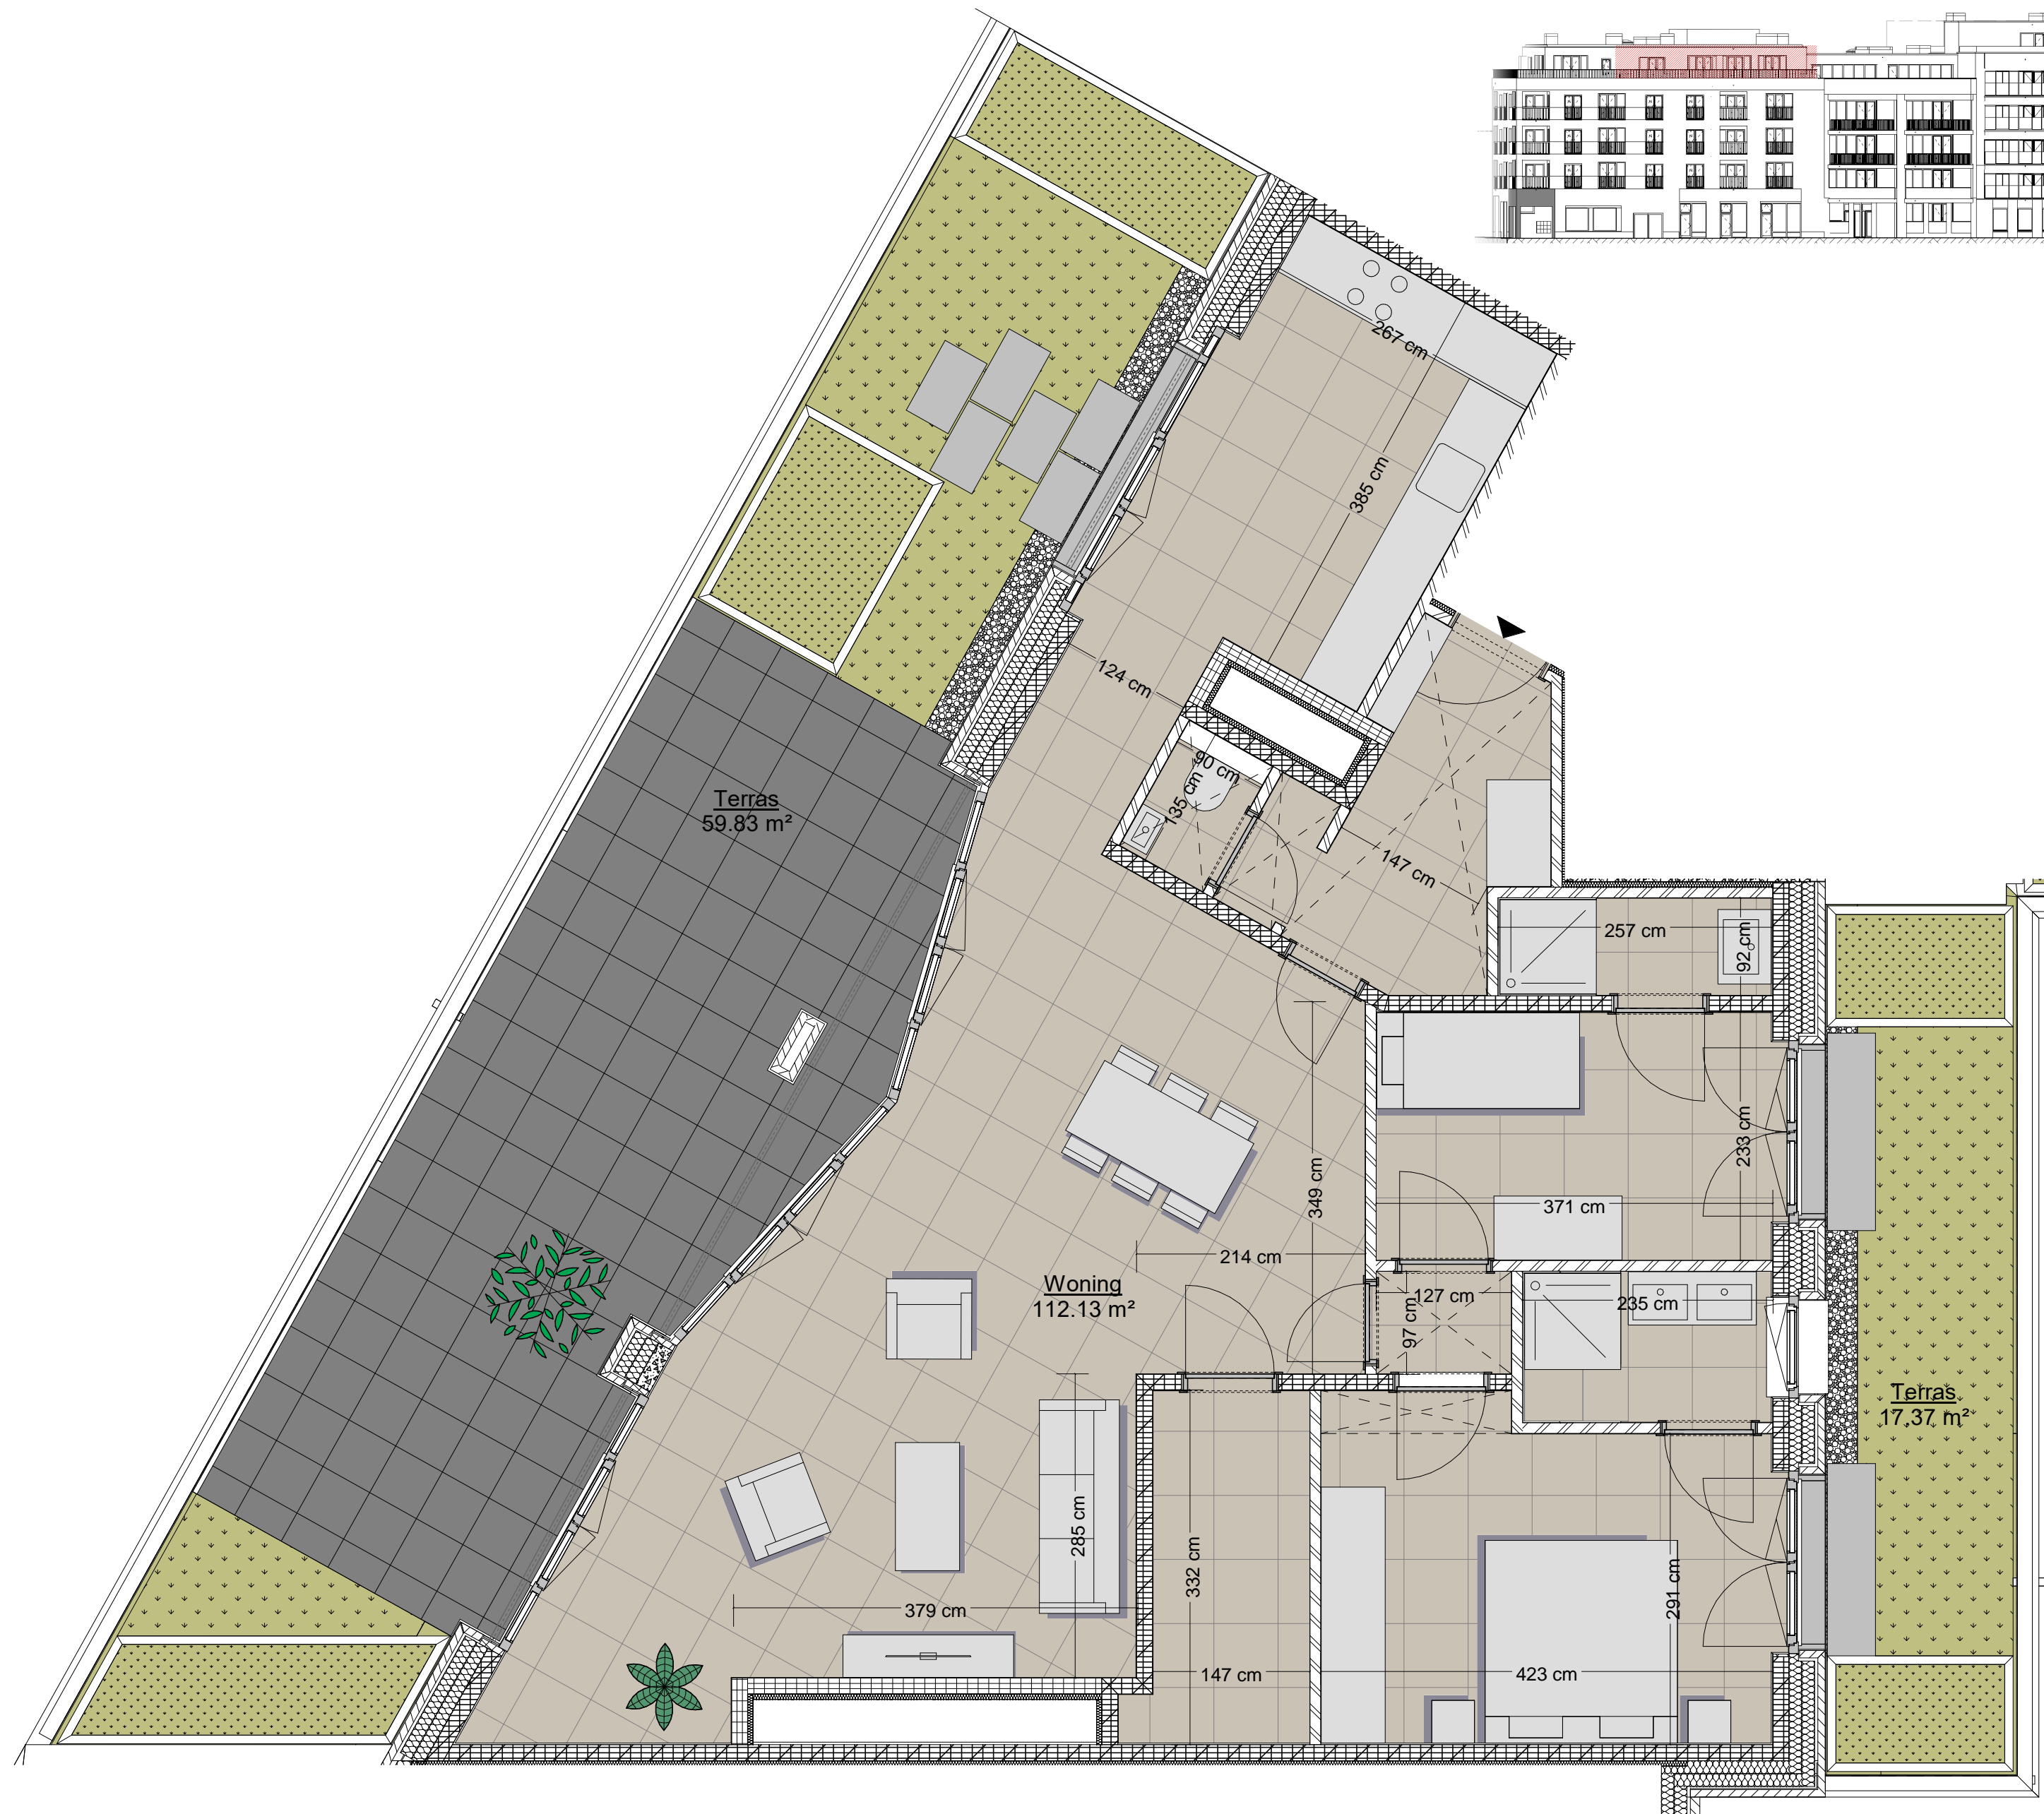 267 cm
385 cm
124 cm
90 cm
135 cm
Terras
59.83 m²
147 cm
257 cm
92 cm
233 cm
349 cm
371 cm
214 cm
Woning
112.13 m²
127 cm
97 cm
235 cm
Terras
17.37 m²
285 cm
332 cm
291 cm
379 cm
147 cm
423 cm